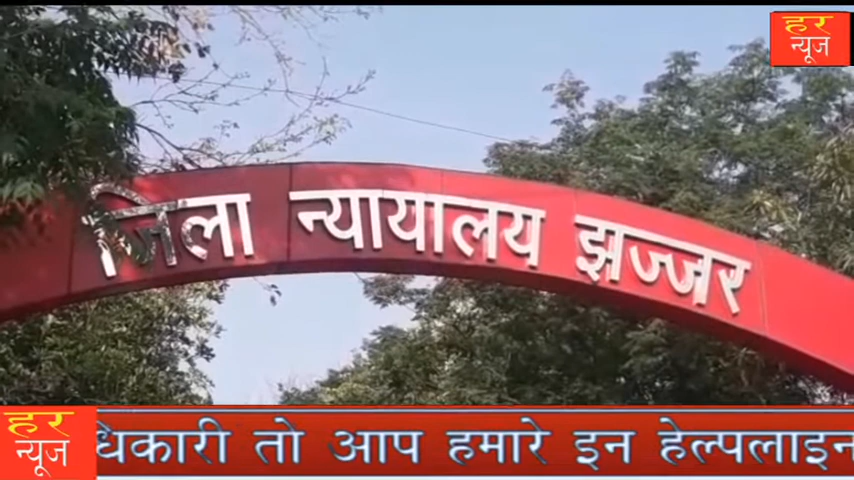 हर
न्यूज
जिला न्यायालय झज्जर
हर
न्यूज
धिकारी तो आप हमारे इन हेल्पलाइन